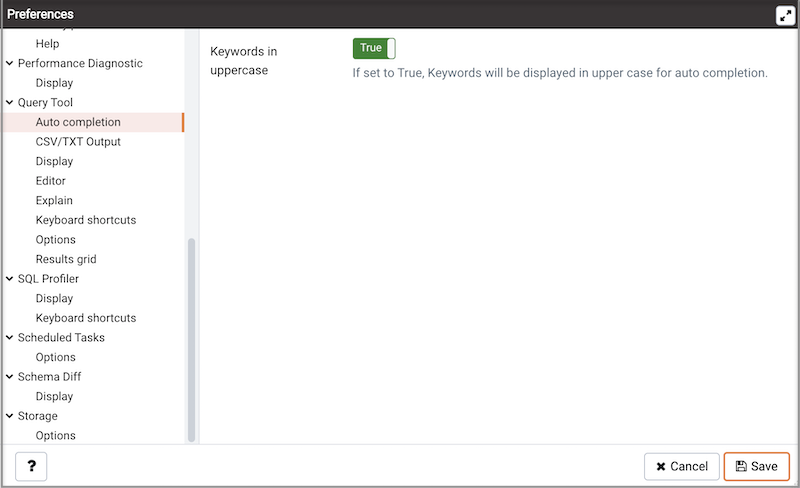 Preferences
Help
Performance Diagnostic
Display
Query Tool
Auto completion
CSV/TXT Output
Display
Editor
Explain
Keyboard shortcuts
Options
Results grid
SQL Profiler
Display
Keyboard shortcuts
Scheduled Tasks
Options
Schema Diff
Display
Storage
Options
Keywords in
uppercase
True
If set to True, Keywords will be displayed in upper case for auto completion.
?
Cancel
Save